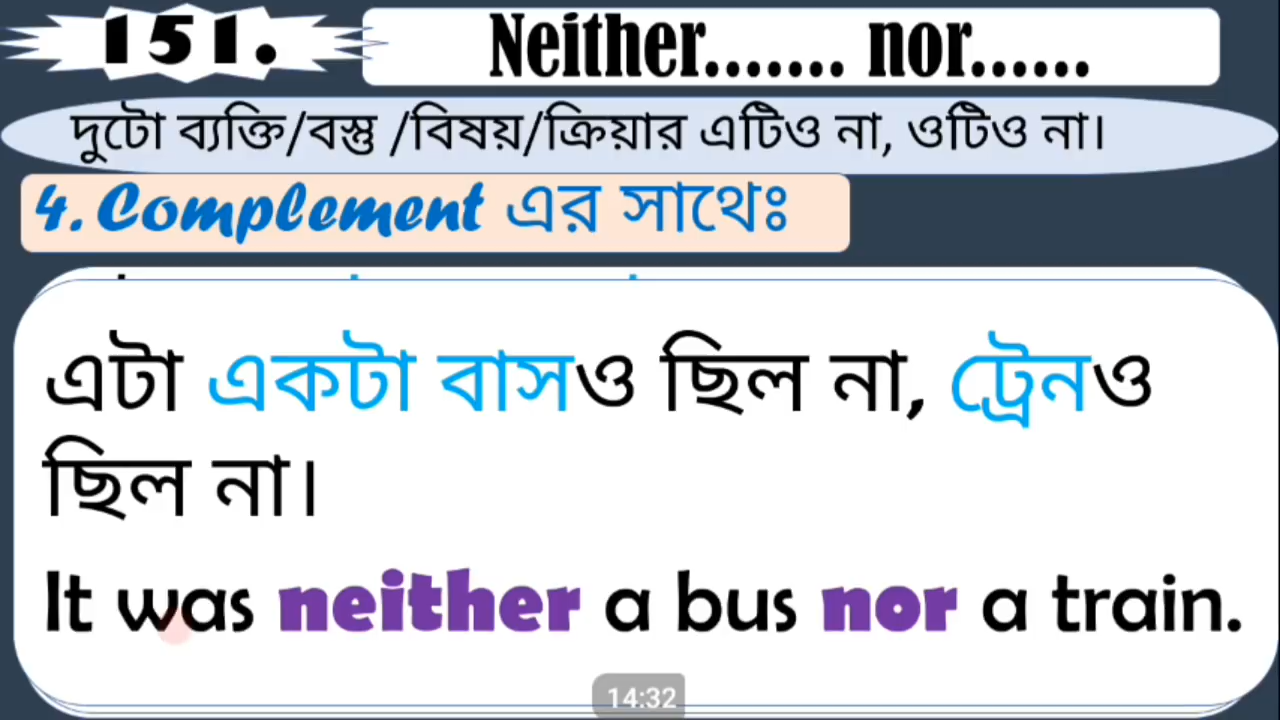 151.
Neither....... nor......
দুটো ব্যক্তি/বস্তু /বিষয়/ক্রিয়ার এটিও না, ওটিও না।
4. Complement এর সাথেঃ
এটা একটা বাসও ছিল না, ট্রেনও
ছিল না।
It was neither a bus nor a train.
14:32